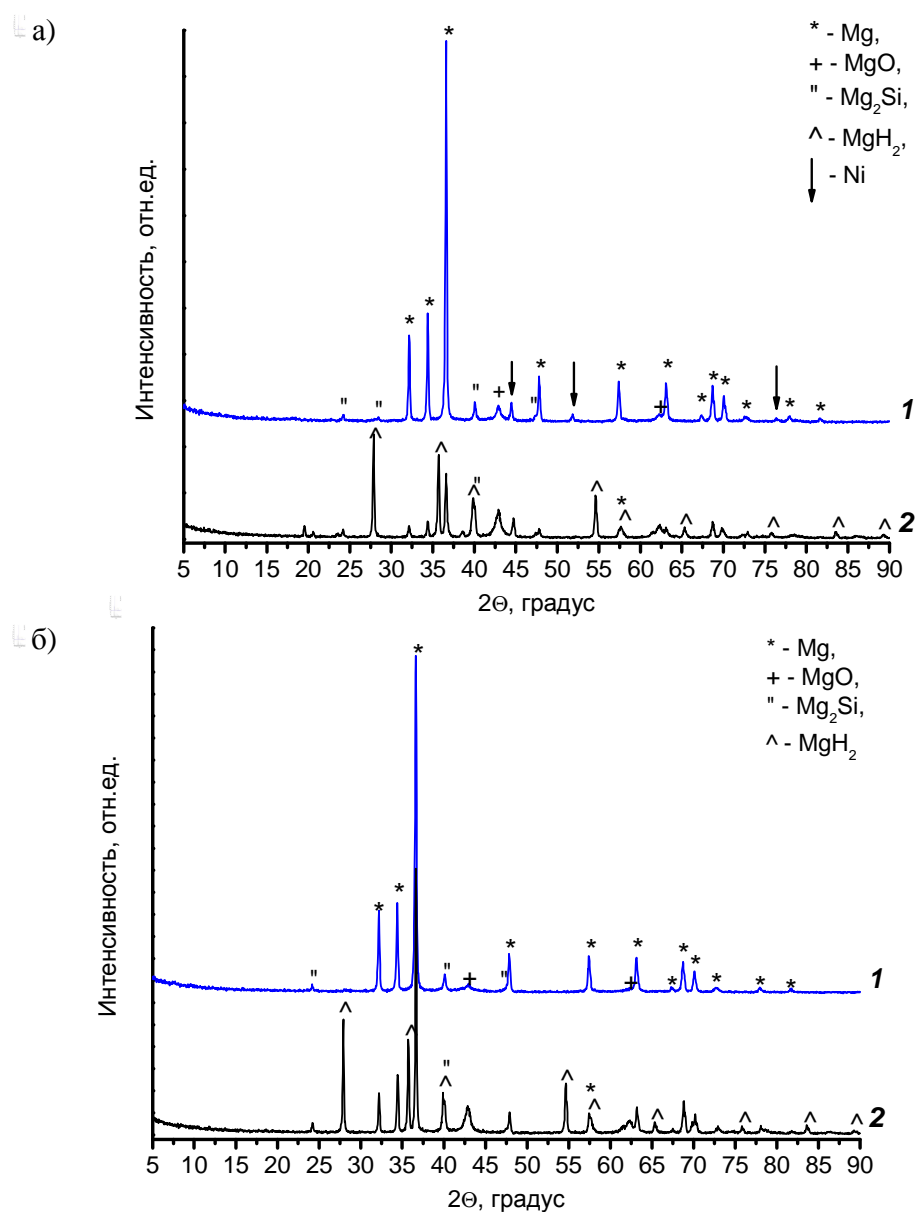 а)
* - Mg,
+ - MgO,
" - Mg2Si,
^ - MgH2,
- Ni
Интенсивность, отн.ед.
* * * " " * * " + * * + * * * * * *
1
^ ^ ^ " ^ * ^ ^ ^ ^ ^
2
5 10 15 20 25 30 35 40 45 50 55 60 65 70 75 80 85 90
2Θ, градус
б)
* - Mg,
+ - MgO,
" - Mg2Si,
^ - MgH2
Интенсивность, отн.ед.
* " * * " + " * * + * * * * * *
1
^ ^ " ^ ^ * ^ ^ ^ ^ ^
2
5 10 15 20 25 30 35 40 45 50 55 60 65 70 75 80 85 90
2Θ, градус